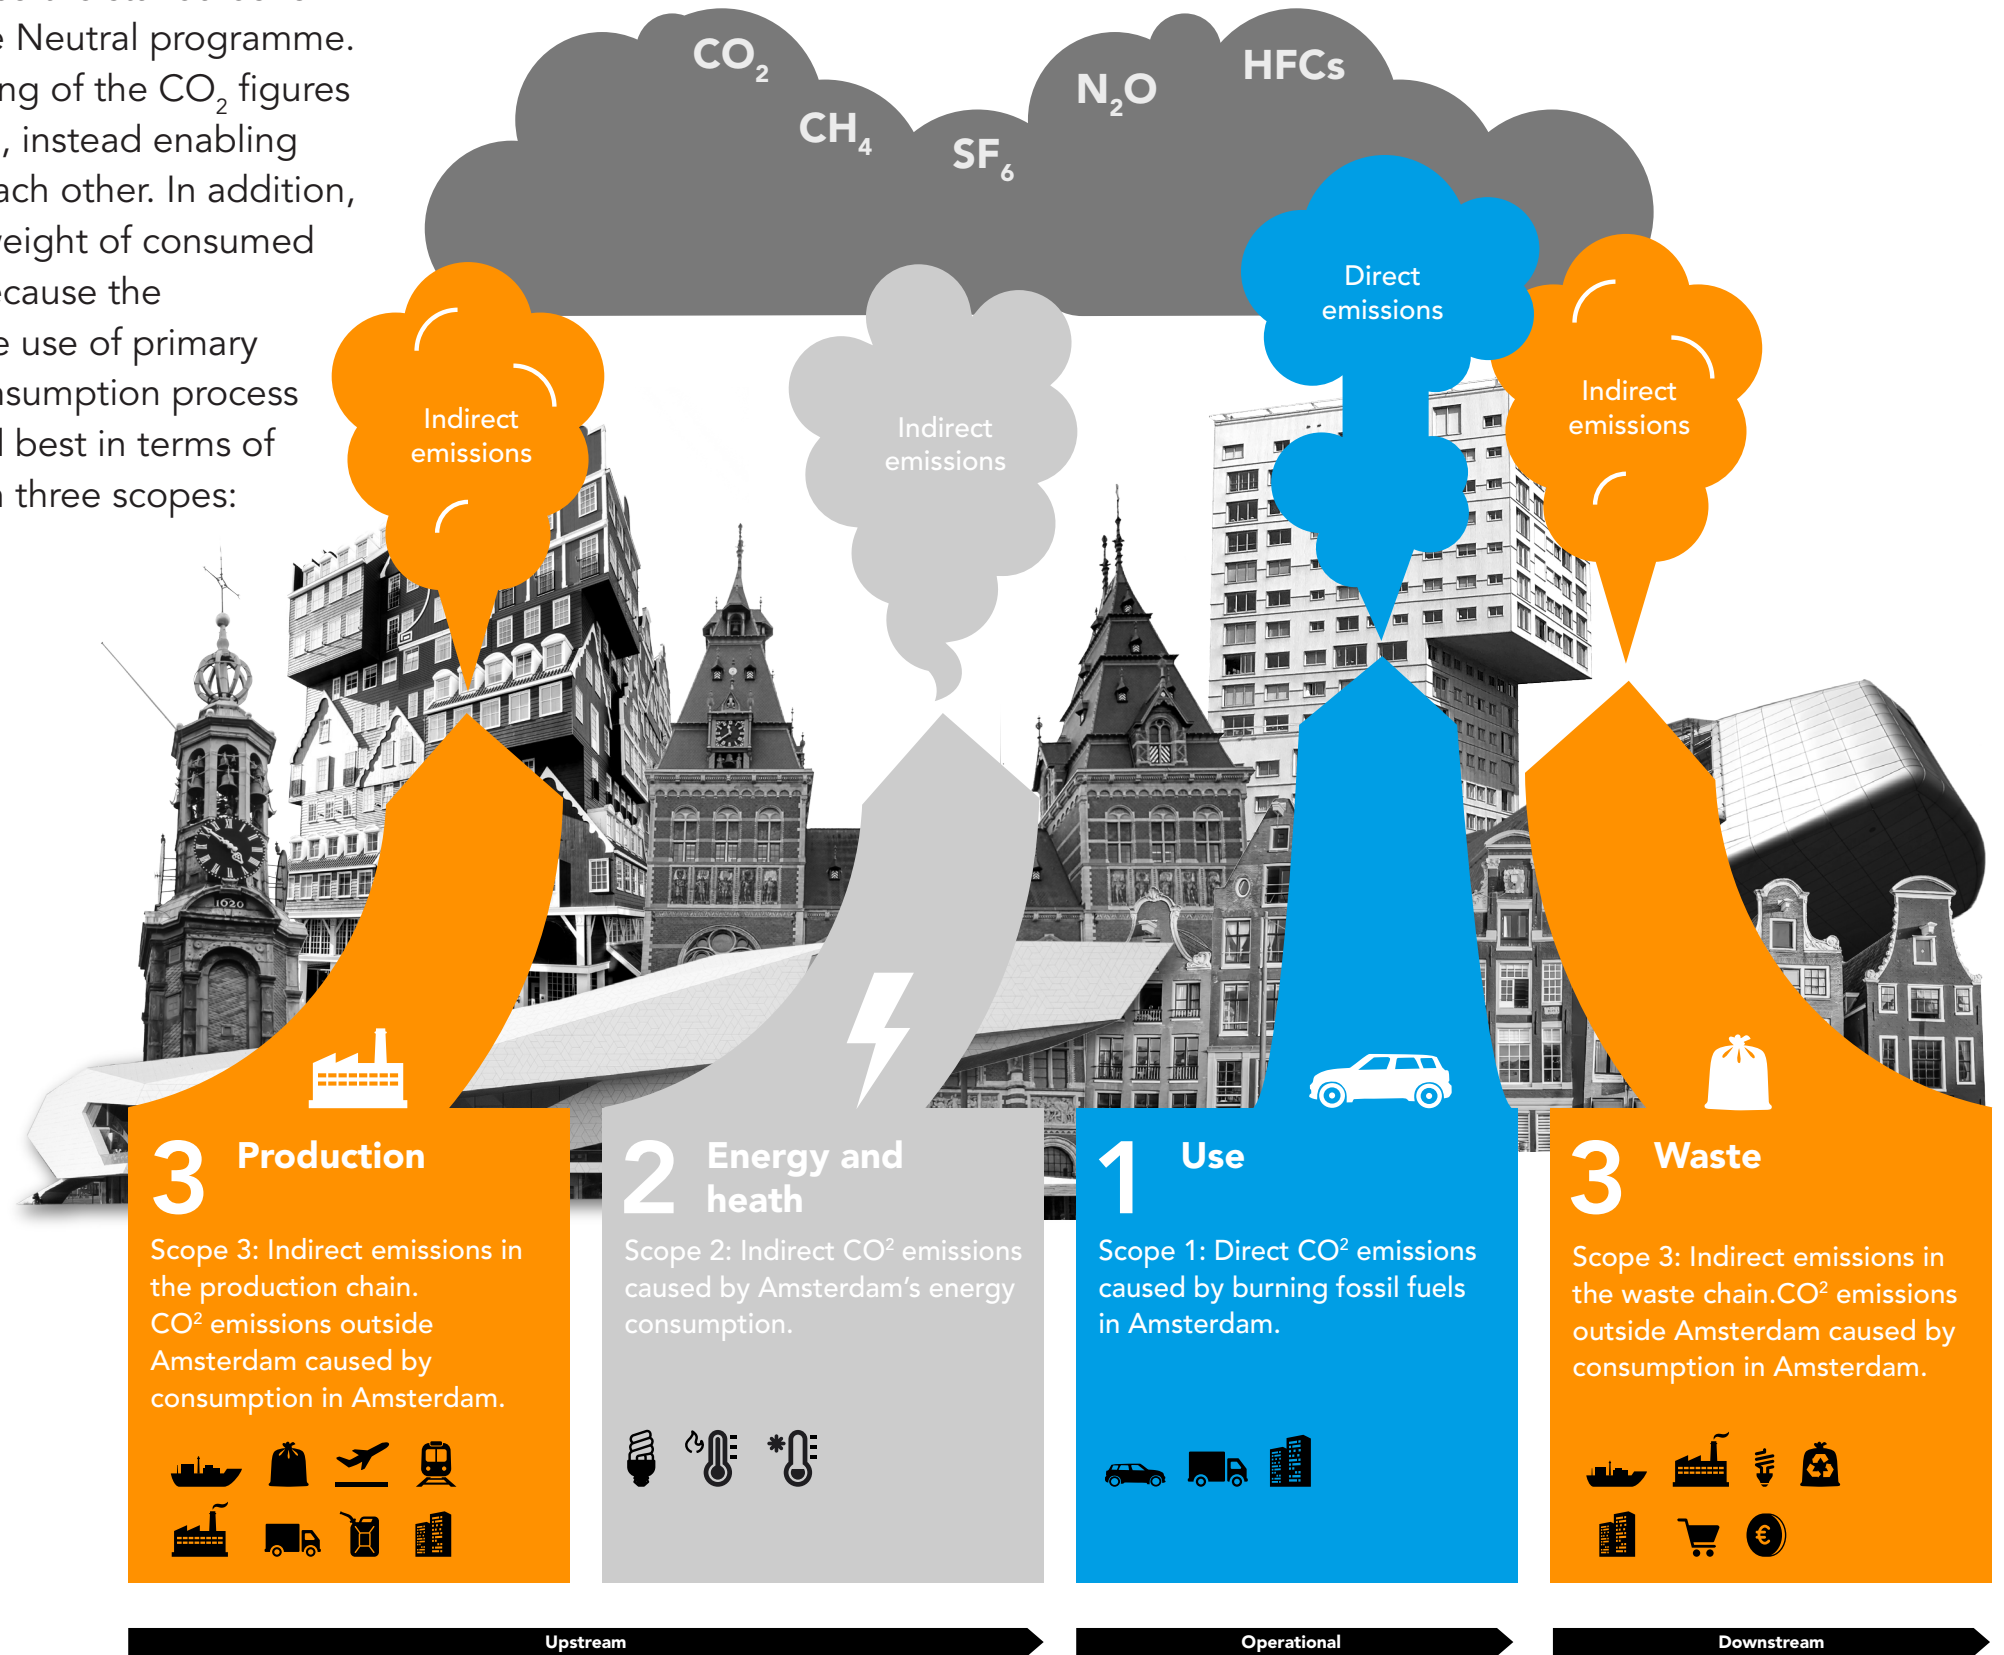 e Neutral programme.
ng of the CO₂ figures
, instead enabling
ach other. In addition,
weight of consumed
ecause the
e use of primary
nsumption process
l best in terms of
three scopes:
CO₂
CH₄
SF₆
N₂O
HFCs
Direct
emissions
Indirect
emissions
Indirect
emissions
Indirect
emissions
1620
3 Production
Scope 3: Indirect emissions in
the production chain.
CO² emissions outside
Amsterdam caused by
consumption in Amsterdam.
2 Energy and
heath
Scope 2: Indirect CO² emissions
caused by Amsterdam's energy
consumption.
1 Use
Scope 1: Direct CO² emissions
caused by burning fossil fuels
in Amsterdam.
3 Waste
Scope 3: Indirect emissions in
the waste chain.CO² emissions
outside Amsterdam caused by
consumption in Amsterdam.
€
Upstream
Operational
Downstream